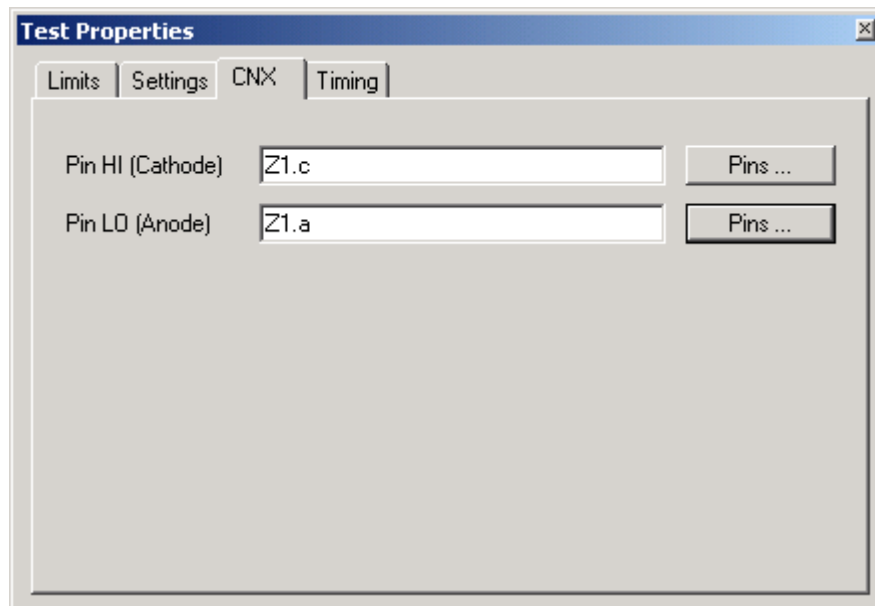 Test Properties
Limits Settings CNX Timing
Pin HI (Cathode) Z1.c Pins ...
Pin LO (Anode) Z1.a Pins ...